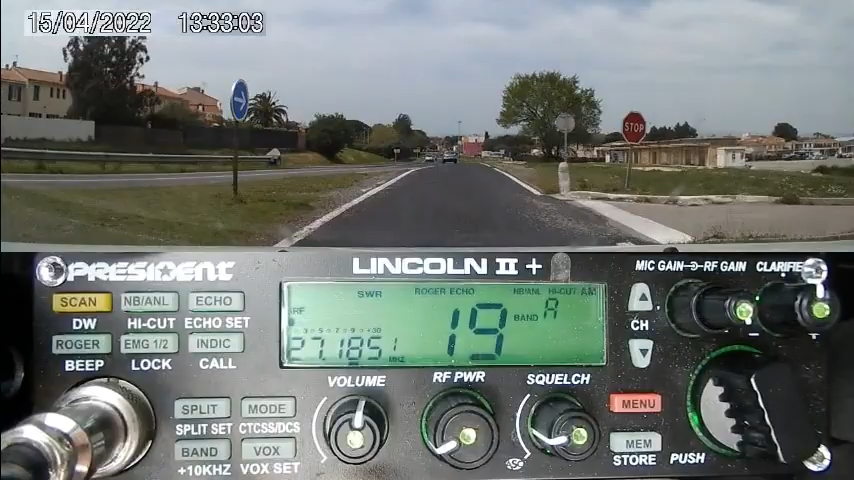 15/04/2022 13:33:03
STOP
PRESIDENT
LINCOLN II +
MIC GAIN RF GAIN CLARIFIE
SCAN NB/ANL ECHO
DW HI-CUT ECHO SET
ROGER EMG 1/2 INDIC
BEEP LOCK CALL
SWR ROGER ECHO NB/ANL HI-CUT AM
19 BAND A
27.1851 MHZ
CH
VOLUME RF PWR SQUELCH
SPLIT MODE
SPLIT SET CTCSS/DCS
BAND VOX
+10KHZ VOX SET
MENU
MEM
STORE PUSH